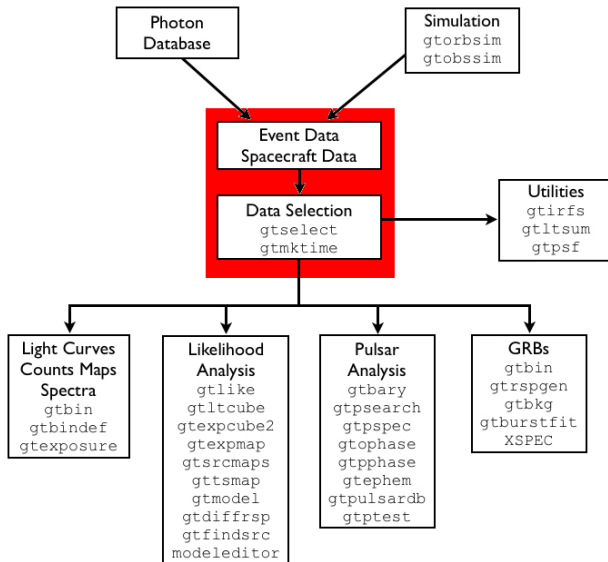 Photon
Database
Simulation
gtorbsim
gtobssim
Event Data
Spacecraft Data
Data Selection
gtselect
gtmktime
Utilities
gtirfs
gtltsum
gtpsf
Light Curves
Counts Maps
Spectra
gtbin
gtbindef
gtexposure
Likelihood
Analysis
gtlike
gtltcube
gtexpcube2
gtexpmap
gtsrcmaps
gttsmap
gtmodel
gtdiffrsp
gtfindsrc
modeleditor
Pulsar
Analysis
gtbary
gtpsearch
gtpspec
gtophase
gtpphase
gtephem
gtpulsardb
gtptest
GRBs
gtbin
gtrspgen
gtbkg
gtburstfit
XSPEC